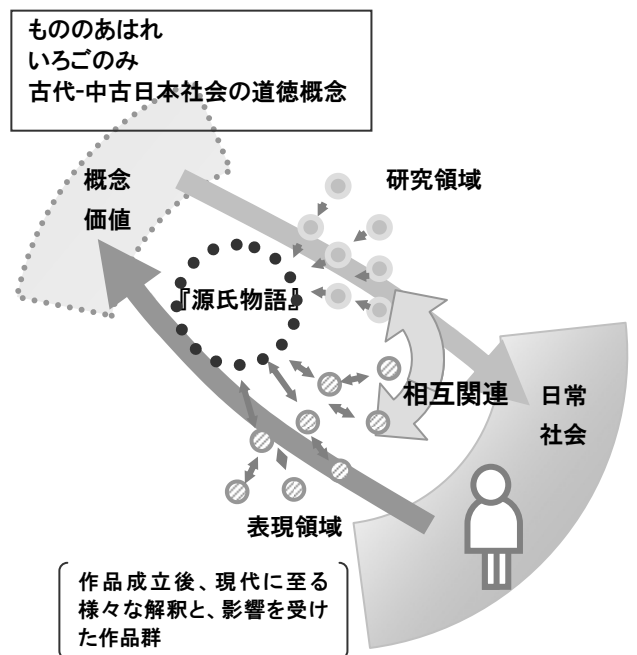 もののあはれ
いろごのみ
古代-中古日本社会の道徳概念
概念
価値
研究領域
『源氏物語』
相互関連
日常
社会
表現領域
作品成立後、現代に至る
様々な解釈と、影響を受け
た作品群